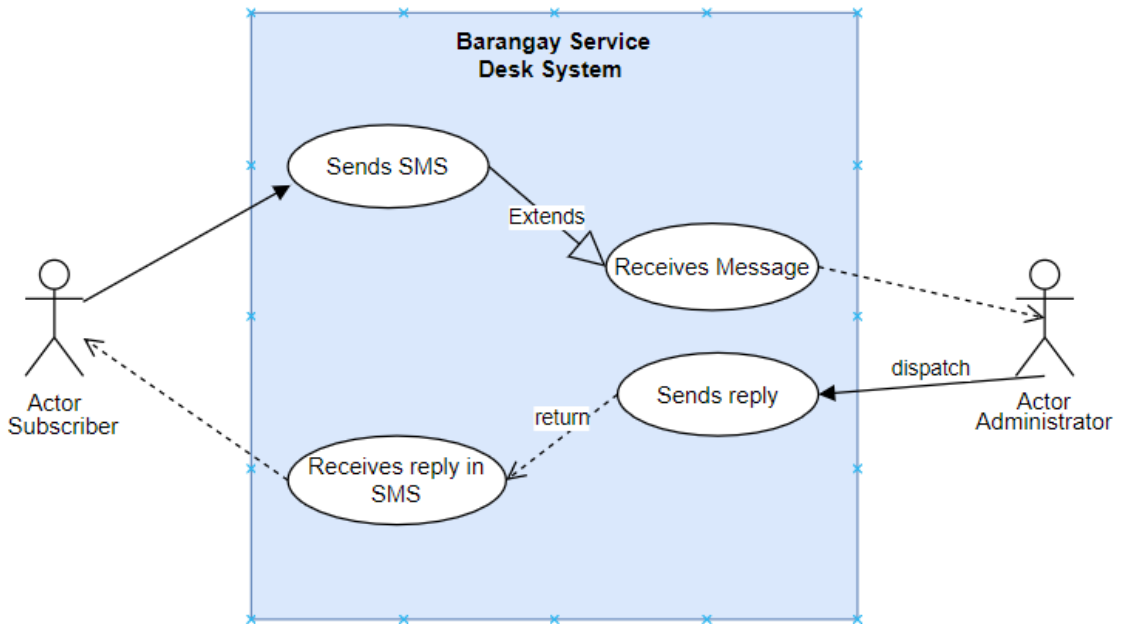 Barangay Service
Desk System
Sends SMS
Extends
Receives Message
dispatch
Sends reply
return
Receives reply in
SMS
Actor
Subscriber
Actor
Administrator